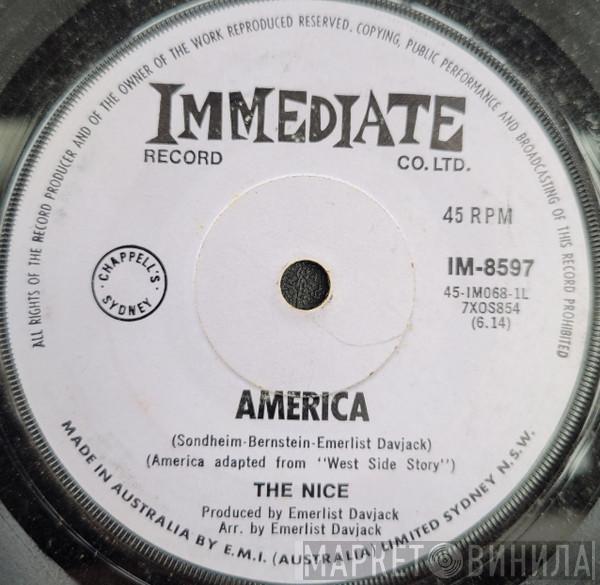 ALL RIGHTS OF THE RECORD PRODUCER AND OF THE OWNER OF THE WORK REPRODUCED RESERVED. COPYING, PUBLIC PERFORMANCE AND BROADCASTING OF THIS RECORD PROHIBITED
IMMEDIATE
RECORD CO. LTD.
45 RPM
· CHAPPELL'S · SYDNEY
IM-8597
45-IM068-1L
7XOS854
(6.14)
AMERICA
(Sondheim-Bernstein-Emerlist Davjack)
(America adapted from "West Side Story")
THE NICE
Produced by Emerlist Davjack
Arr. by Emerlist Davjack
MADE IN AUSTRALIA BY E.M.I. (AUSTRALIA) LIMITED SYDNEY N.S.W.
МАРКЕТ ВИНИЛА